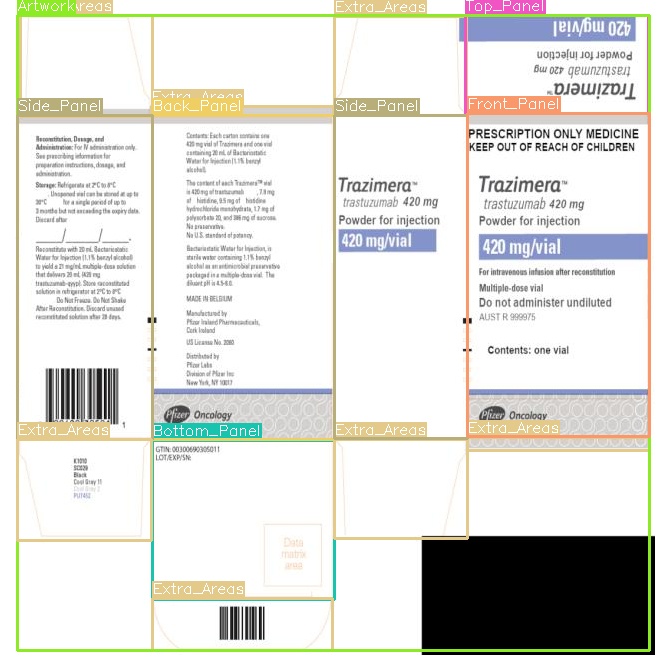 Artwork
Extra_Areas
Extra_Areas
Top_Panel
420 mg/vial
Powder for injection
trastuzumab 420 mg
Trazimera™
Extra_Areas
Side_Panel
Back_Panel
Side_Panel
Front_Panel
Reconstitution, Dosage, and
Administration: For IV administration only.
See prescribing information for
preparation instructions, dosage, and
administration.
Storage: Refrigerate at 2°C to 8°C
. Unopened vial can be stored at up to
30°C for a single period of up to
3 months but not exceeding the expiry date.
Discard after
____/____/____.
Reconstitute with 20 mL Bacteriostatic
Water for Injection (1.1% benzyl alcohol)
to yield a 21 mg/mL multiple-dose solution
that delivers 20 mL (420 mg
trastuzumab-qyyp). Store reconstituted
solution in refrigerator at 2°C to 8°C
Do Not Freeze. Do Not Shake
After Reconstitution. Discard unused
reconstituted solution after 28 days.
1
Contents: Each carton contains one
420 mg vial of Trazimera and one vial
containing 20 mL of Bacteriostatic
Water for Injection (1.1% benzyl
alcohol).
The content of each Trazimera™ vial
is 420 mg of trastuzumab , 7.9 mg
of histidine, 9.5 mg of histidine
hydrochloride monohydrate, 1.7 mg of
polysorbate 20, and 386 mg of sucrose.
No preservative.
No U.S. standard of potency.
Bacteriostatic Water for Injection, is
sterile water containing 1.1% benzyl
alcohol as an antimicrobial preservative
packaged in a multiple-dose vial. The
diluent pH is 4.5-6.0.
MADE IN BELGIUM
Manufactured by
Pfizer Ireland Pharmaceuticals,
Cork Ireland
US License No. 2060
Distributed by
Pfizer Labs
Division of Pfizer Inc
New York, NY 10017
Pfizer Oncology
Trazimera™
trastuzumab 420 mg
Powder for injection
420 mg/vial
PRESCRIPTION ONLY MEDICINE
KEEP OUT OF REACH OF CHILDREN
Trazimera™
trastuzumab 420 mg
Powder for injection
420 mg/vial
For intravenous infusion after reconstitution
Multiple-dose vial
Do not administer undiluted
AUST R 999975
Contents: one vial
Pfizer Oncology
Extra_Areas
Bottom_Panel
Extra_Areas
Extra_Areas
K1010
SC029
Black
Cool Gray 11
PU7452
GTIN: 00300690305011
LOT/EXP/SN:
Data
matrix
area
Extra_Areas